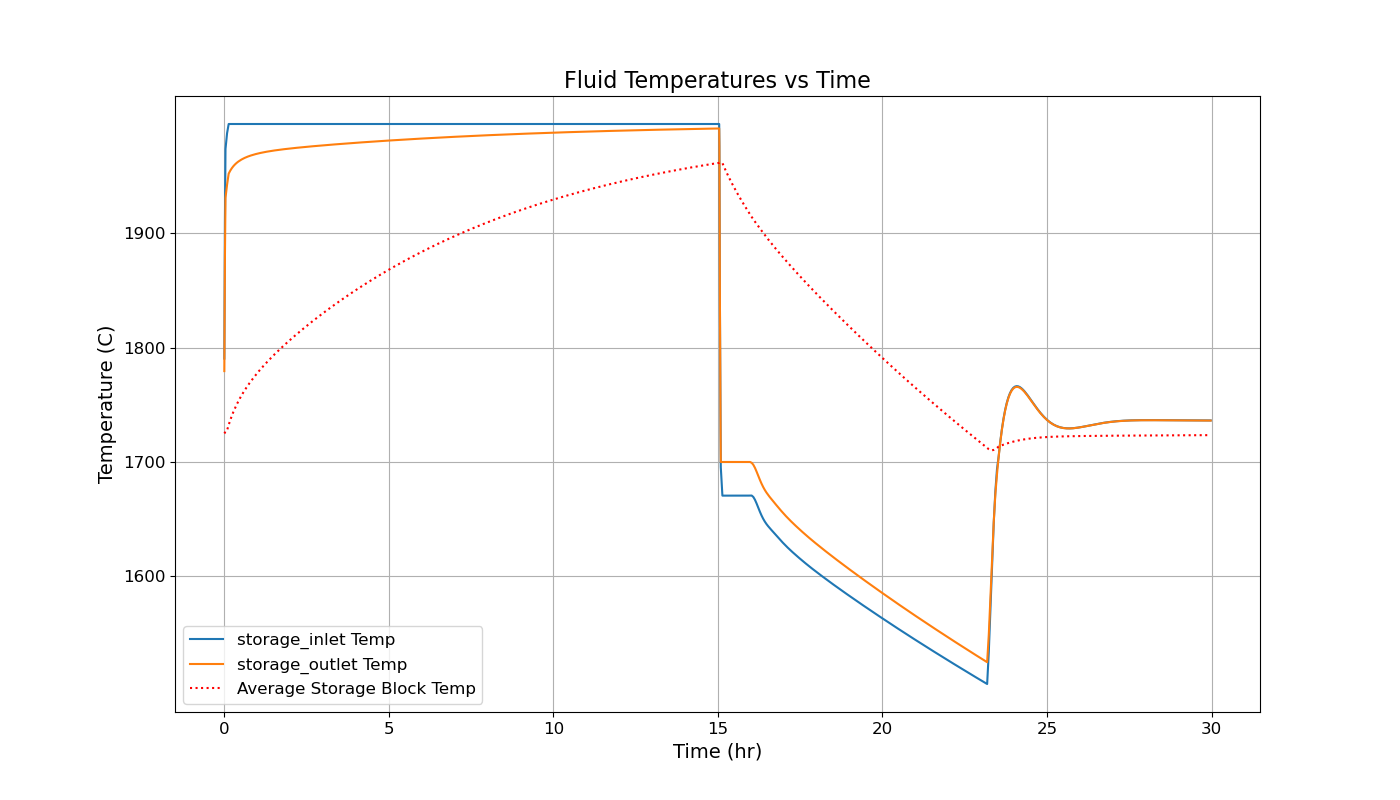 Fluid Temperatures vs Time
Temperature (C)
1900
1800
1700
1600
storage_inlet Temp
storage_outlet Temp
Average Storage Block Temp
0 5 10 15 20 25 30
Time (hr)